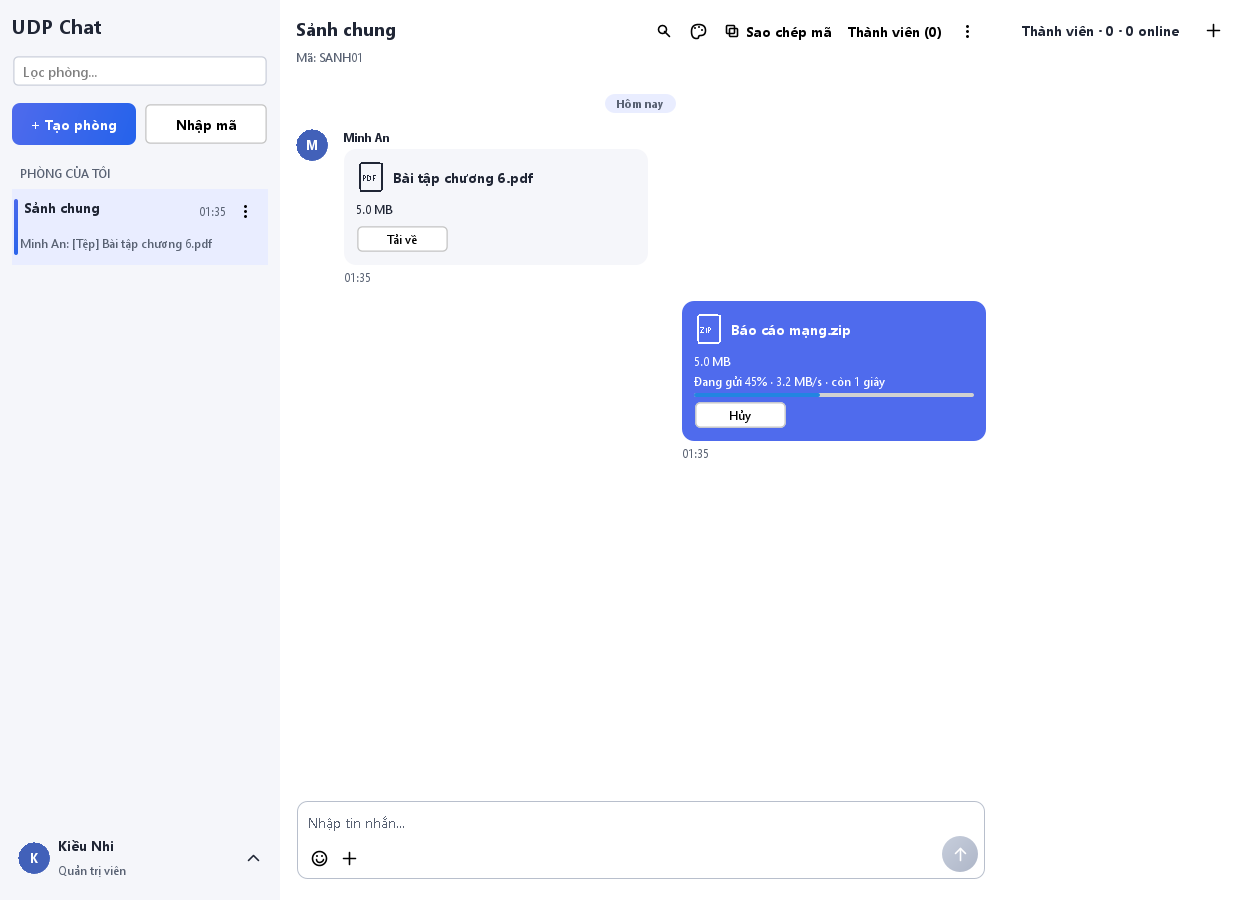 UDP Chat
Lọc phòng...
+ Tạo phòng
Nhập mã
PHÒNG CỦA TÔI
Sảnh chung
01:35
Minh An: [Tệp] Bài tập chương 6.pdf
Kiều Nhi
K
Quản trị viên
Sảnh chung
Mã: SANH01
Sao chép mã
Thành viên (0)
Hôm nay
M
Minh An
PDF
Bài tập chương 6.pdf
5.0 MB
Tải về
01:35
ZIP
Báo cáo mạng.zip
5.0 MB
Đang gửi 45% · 3.2 MB/s · còn 1 giây
Hủy
01:35
Nhập tin nhắn...
Thành viên · 0 · 0 online